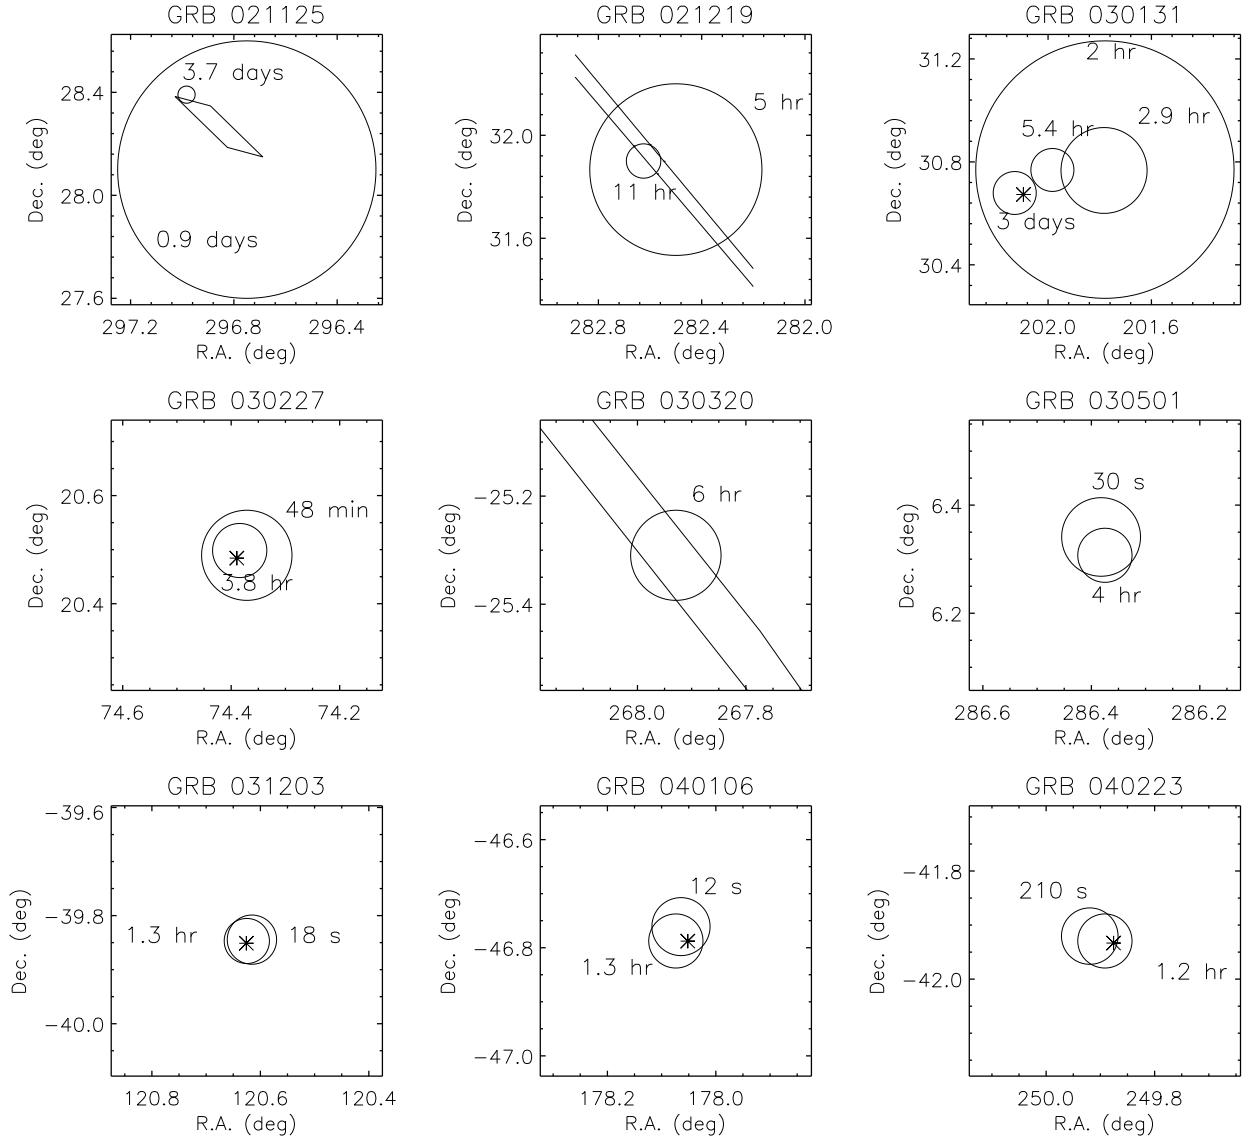 GRB 021125
GRB 021219
GRB 030131
3.7 days
0.9 days
28.4
28.0
27.6
Dec. (deg)
297.2
296.8
296.4
R.A. (deg)
5 hr
11 hr
32.0
31.6
Dec. (deg)
282.8
282.4
282.0
R.A. (deg)
2 hr
2.9 hr
5.4 hr
3 days
31.2
30.8
30.4
Dec. (deg)
202.0
201.6
R.A. (deg)
GRB 030227
GRB 030320
GRB 030501
48 min
3.8 hr
20.6
20.4
Dec. (deg)
74.6
74.4
74.2
R.A. (deg)
6 hr
−25.2
−25.4
Dec. (deg)
268.0
267.8
R.A. (deg)
30 s
4 hr
6.4
6.2
Dec. (deg)
286.6
286.4
286.2
R.A. (deg)
GRB 031203
GRB 040106
GRB 040223
1.3 hr
18 s
−39.6
−39.8
−40.0
Dec. (deg)
120.8
120.6
120.4
R.A. (deg)
12 s
1.3 hr
−46.6
−46.8
−47.0
Dec. (deg)
178.2
178.0
R.A. (deg)
210 s
1.2 hr
−41.8
−42.0
Dec. (deg)
250.0
249.8
R.A. (deg)